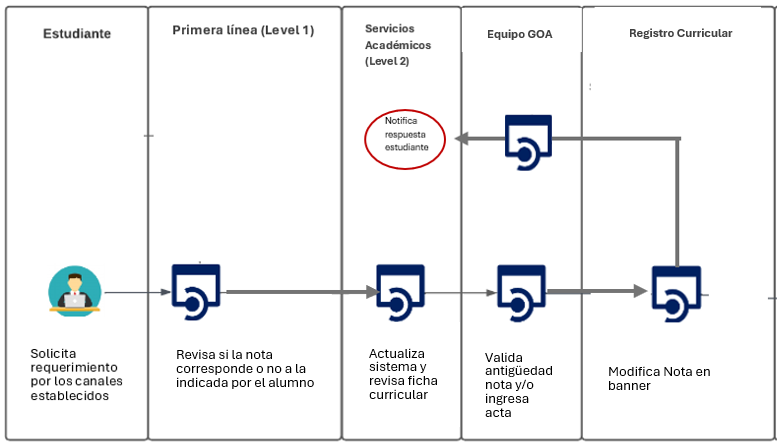 Estudiante
Primera línea (Level 1)
Servicios
Académicos
(Level 2)
Equipo GOA
Registro Curricular
Notifica
respuesta
estudiante
Solicita
requerimiento
por los canales
establecidos
Revisa si la nota
corresponde o no a la
indicada por el alumno
Actualiza
sistema y
revisa ficha
curricular
Valida
antigüedad
nota y/o
ingresa
acta
Modifica Nota en
banner